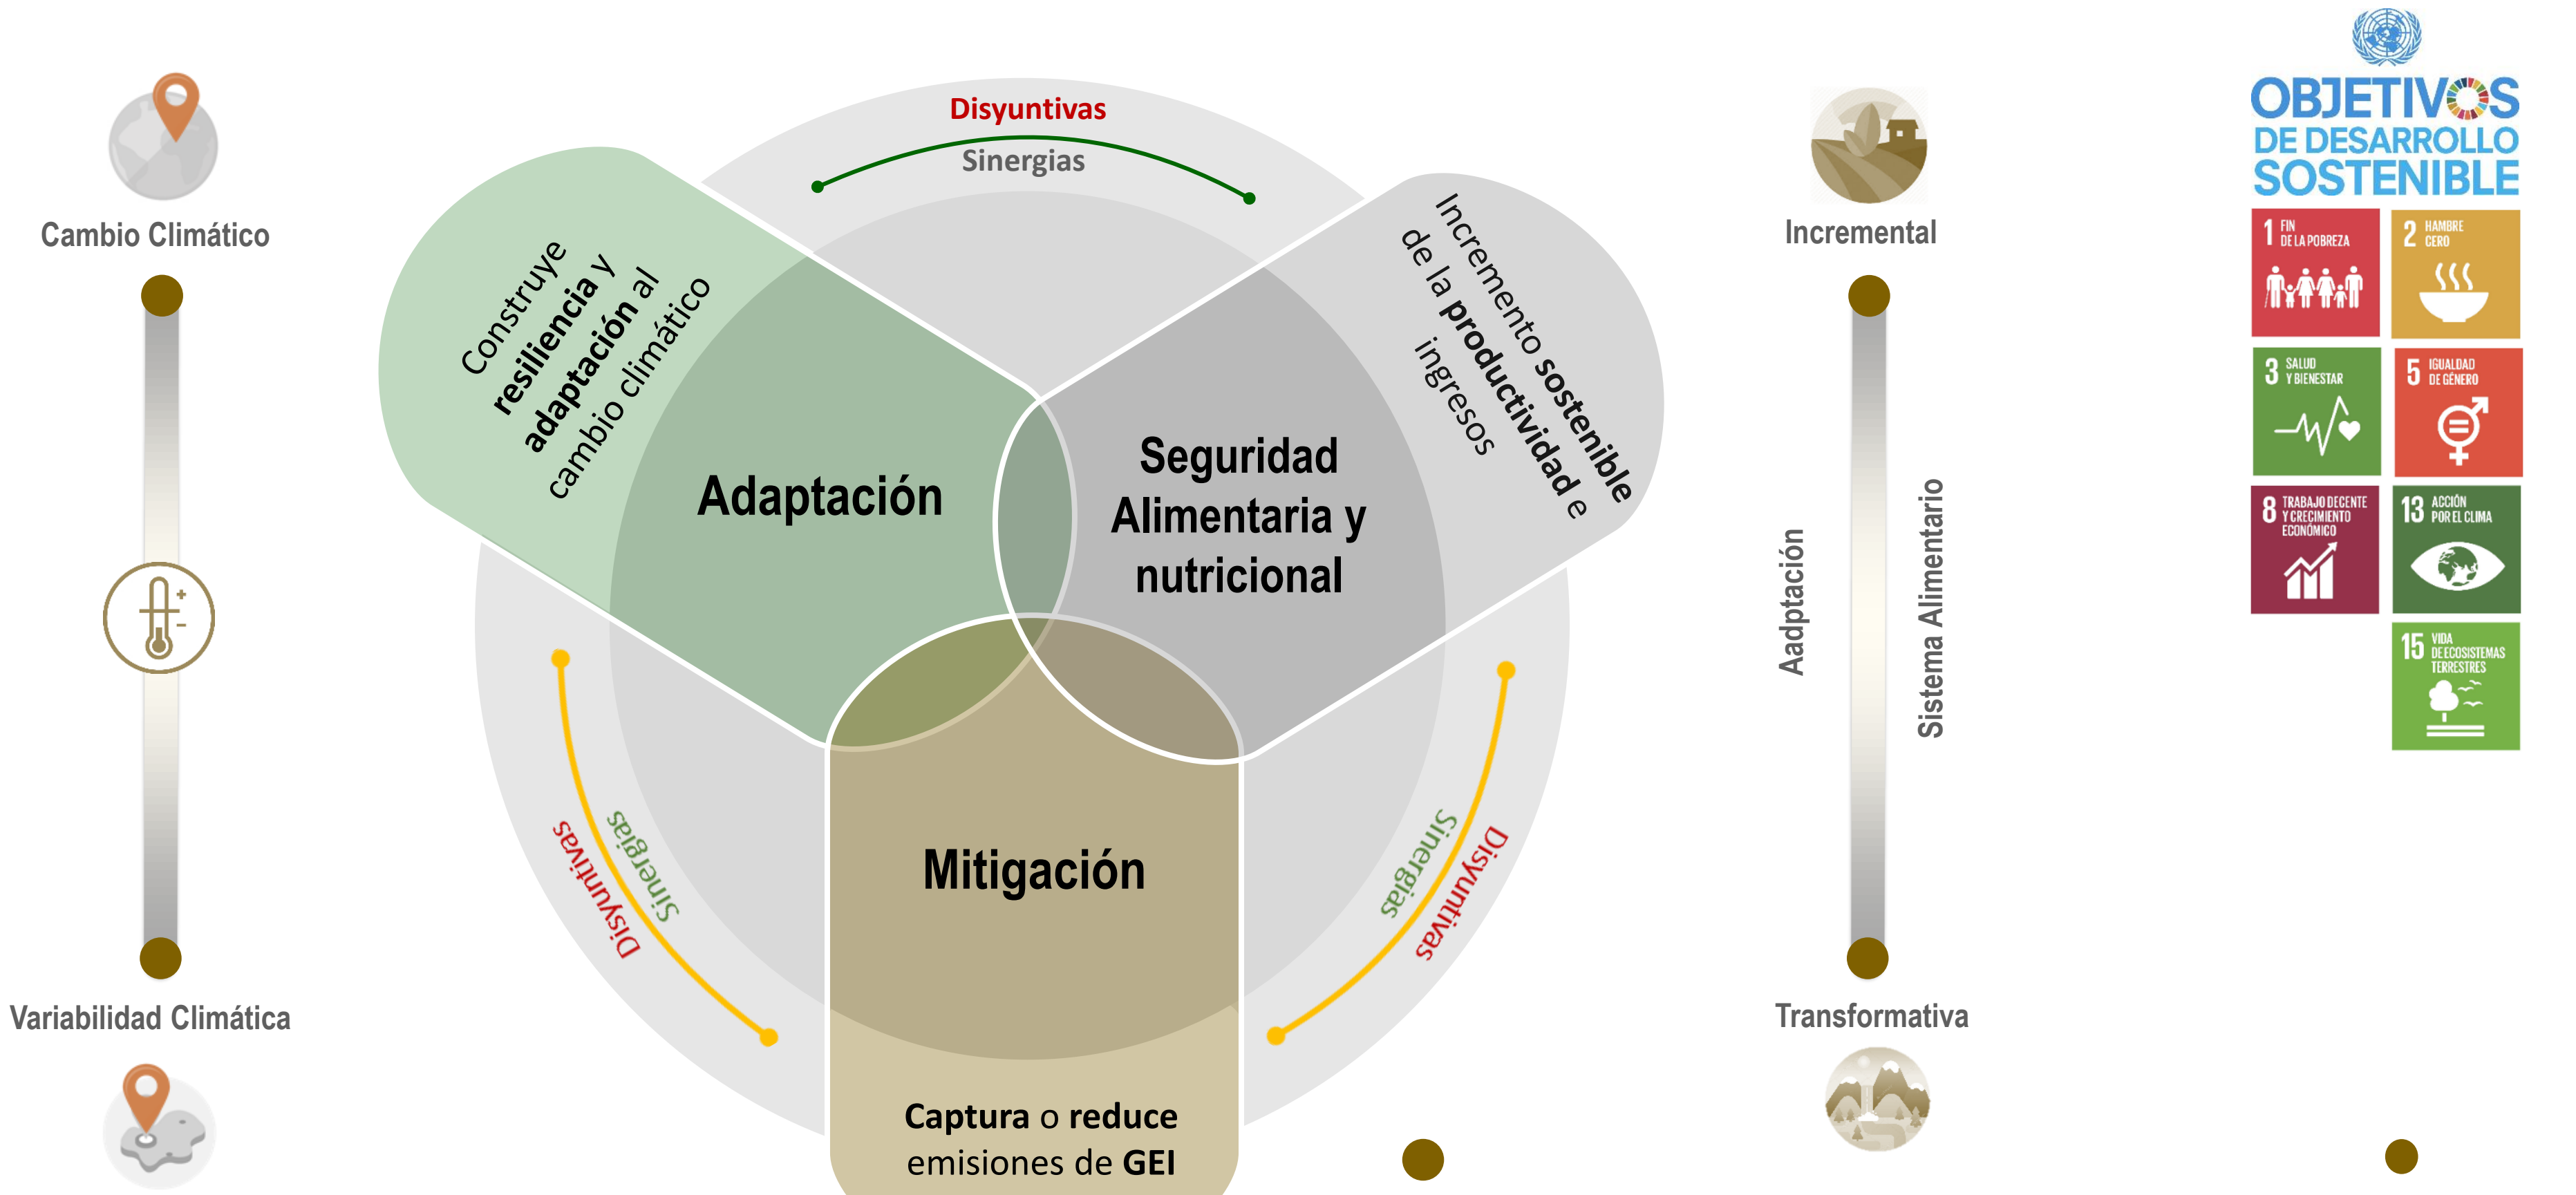 Cambio Climático
Variabilidad Climática
Disyuntivas
Sinergias
Construye
resiliencia y
adaptación al
cambio climático
Adaptación
Incremento sostenible
de la productividad e
ingresos
Seguridad
Alimentaria y
nutricional
Sinergias
Disyuntivas
Sinergias
Disyuntivas
Mitigación
Captura o reduce
emisiones de GEI
Incremental
Aadptación
Sistema Alimentario
Transformativa
OBJETIVOS
DE DESARROLLO
SOSTENIBLE
1 FIN
DE LA POBREZA
2 HAMBRE
CERO
3 SALUD
Y BIENESTAR
5 IGUALDAD
DE GÉNERO
8 TRABAJO DECENTE
Y CRECIMIENTO
ECONÓMICO
13 ACCIÓN
POR EL CLIMA
15 VIDA
DE ECOSISTEMAS
TERRESTRES